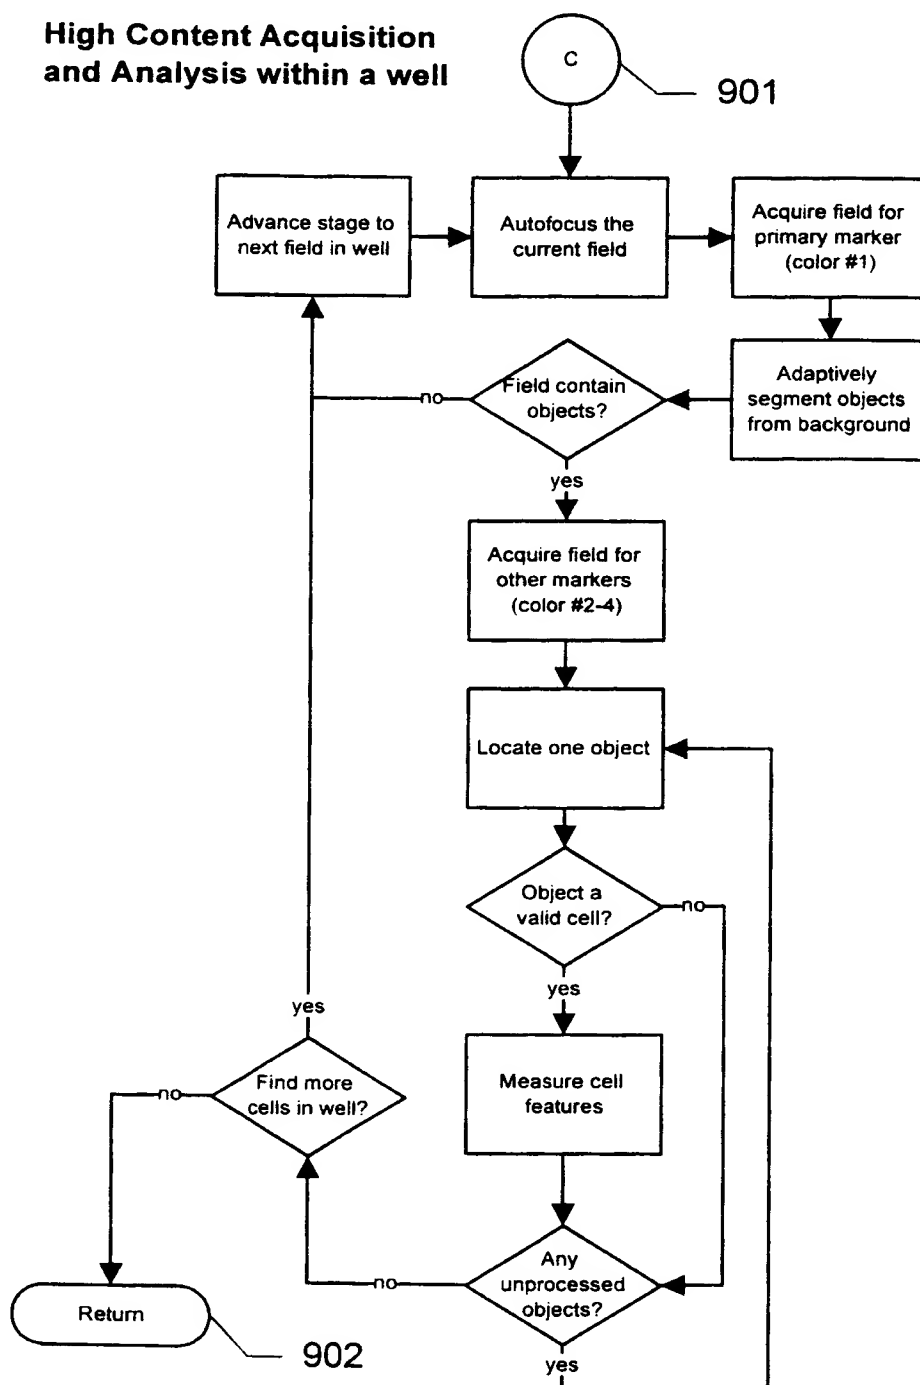 High Content Acquisition
and Analysis within a well
C
901
Advance stage to
next field in well
Autofocus the
current field
Acquire field for
primary marker
(color #1)
Field contain
objects?
no
Adaptively
segment objects
from background
yes
Acquire field for
other markers
(color #2-4)
Locate one object
Object a
valid cell?
no
yes
Measure cell
features
yes
Find more
cells in well?
no
Any
unprocessed
objects?
no
yes
Return
902